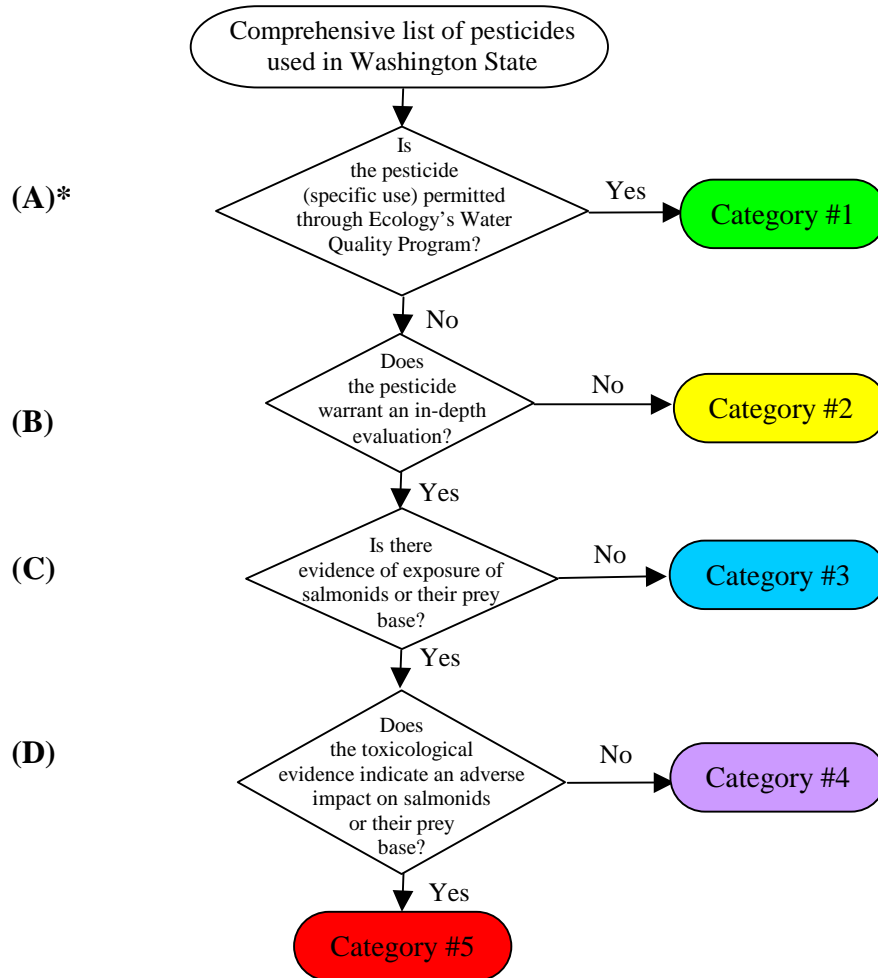 Comprehensive list of pesticides
used in Washington State
(A)*
Is
the pesticide
(specific use) permitted
through Ecology's Water
Quality Program?
Yes
Category #1
No
(B)
Does
the pesticide
warrant an in-depth
evaluation?
No
Category #2
Yes
(C)
Is there
evidence of exposure of
salmonids or their prey
base?
No
Category #3
Yes
(D)
Does
the toxicological
evidence indicate an adverse
impact on salmonids
or their prey
base?
No
Category #4
Yes
Category #5